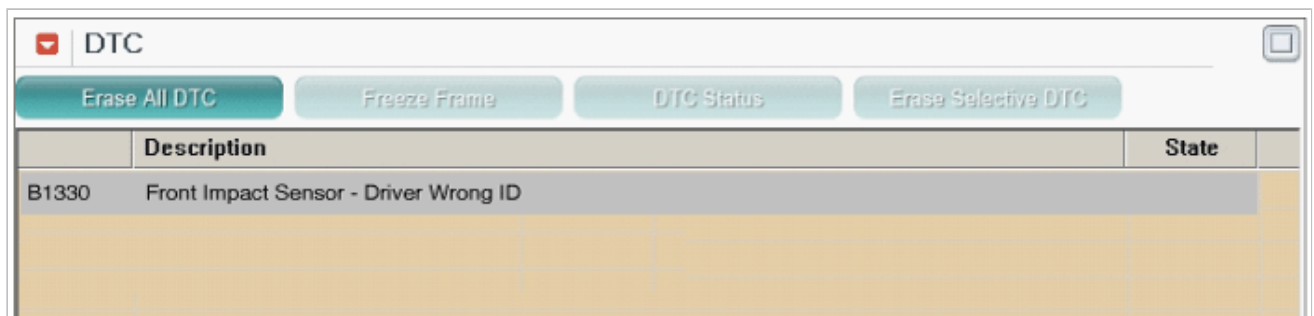 DTC
Erase All DTC Freeze Frame DTC Status Erase Selective DTC
Description State
B1330 Front Impact Sensor - Driver Wrong ID